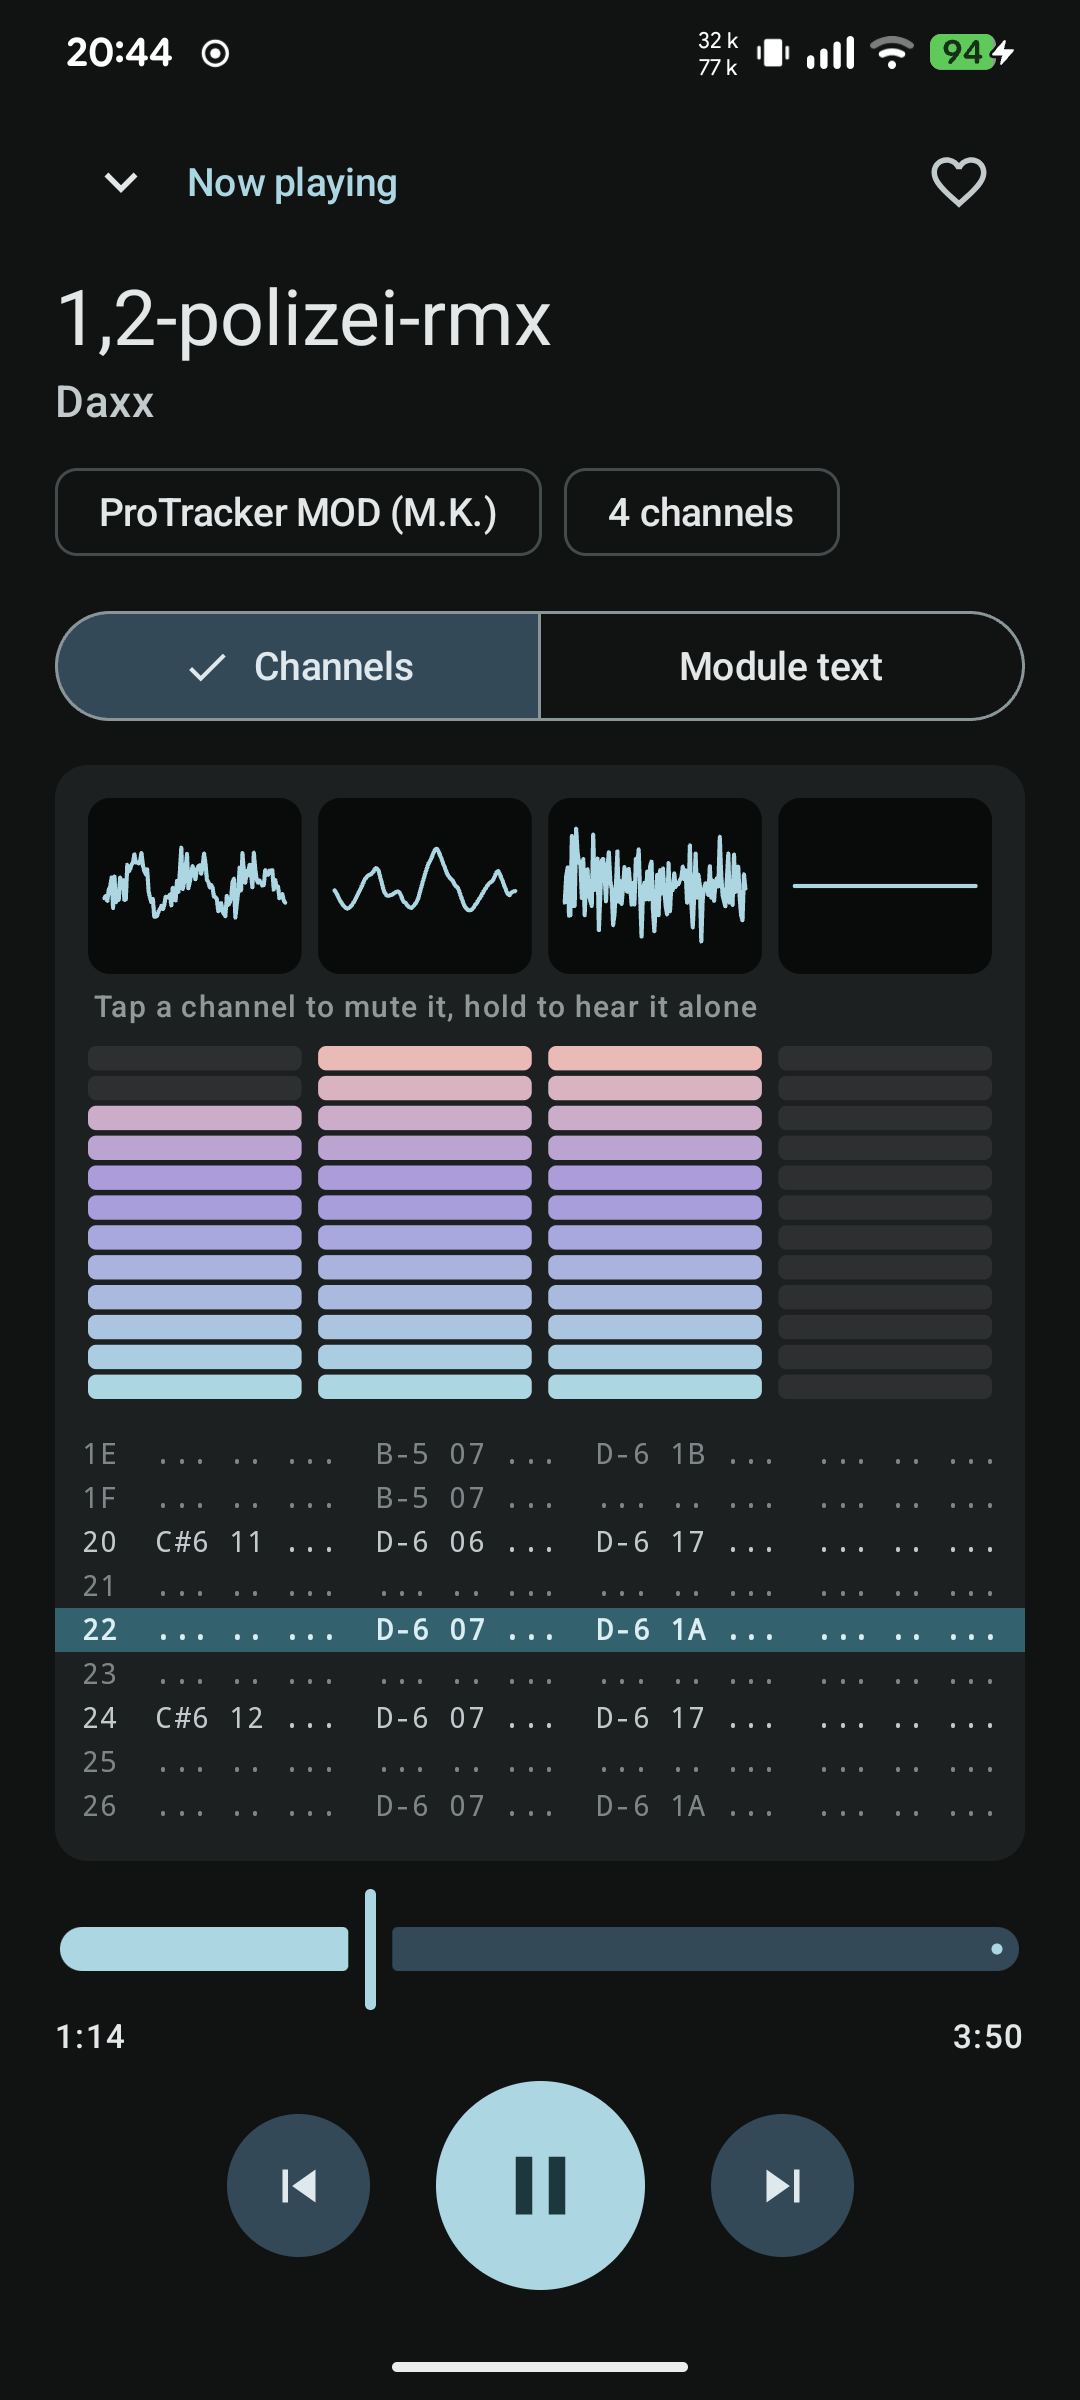 20:44
32 k
77 k
94
Now playing
1,2-polizei-rmx
Daxx
ProTracker MOD (M.K.) 4 channels
Channels Module text
Tap a channel to mute it, hold to hear it alone
1E ... .. ... B-5 07 ... D-6 1B ... ... .. ...
1F ... .. ... B-5 07 ... ... .. ... ... .. ...
20 C#6 11 ... D-6 06 ... D-6 17 ... ... .. ...
21 ... .. ... ... .. ... ... .. ... ... .. ...
22 ... .. ... D-6 07 ... D-6 1A ... ... .. ...
23 ... .. ... ... .. ... ... .. ... ... .. ...
24 C#6 12 ... D-6 07 ... D-6 17 ... ... .. ...
25 ... .. ... ... .. ... ... .. ... ... .. ...
26 ... .. ... D-6 07 ... D-6 1A ... ... .. ...
1:14 3:50